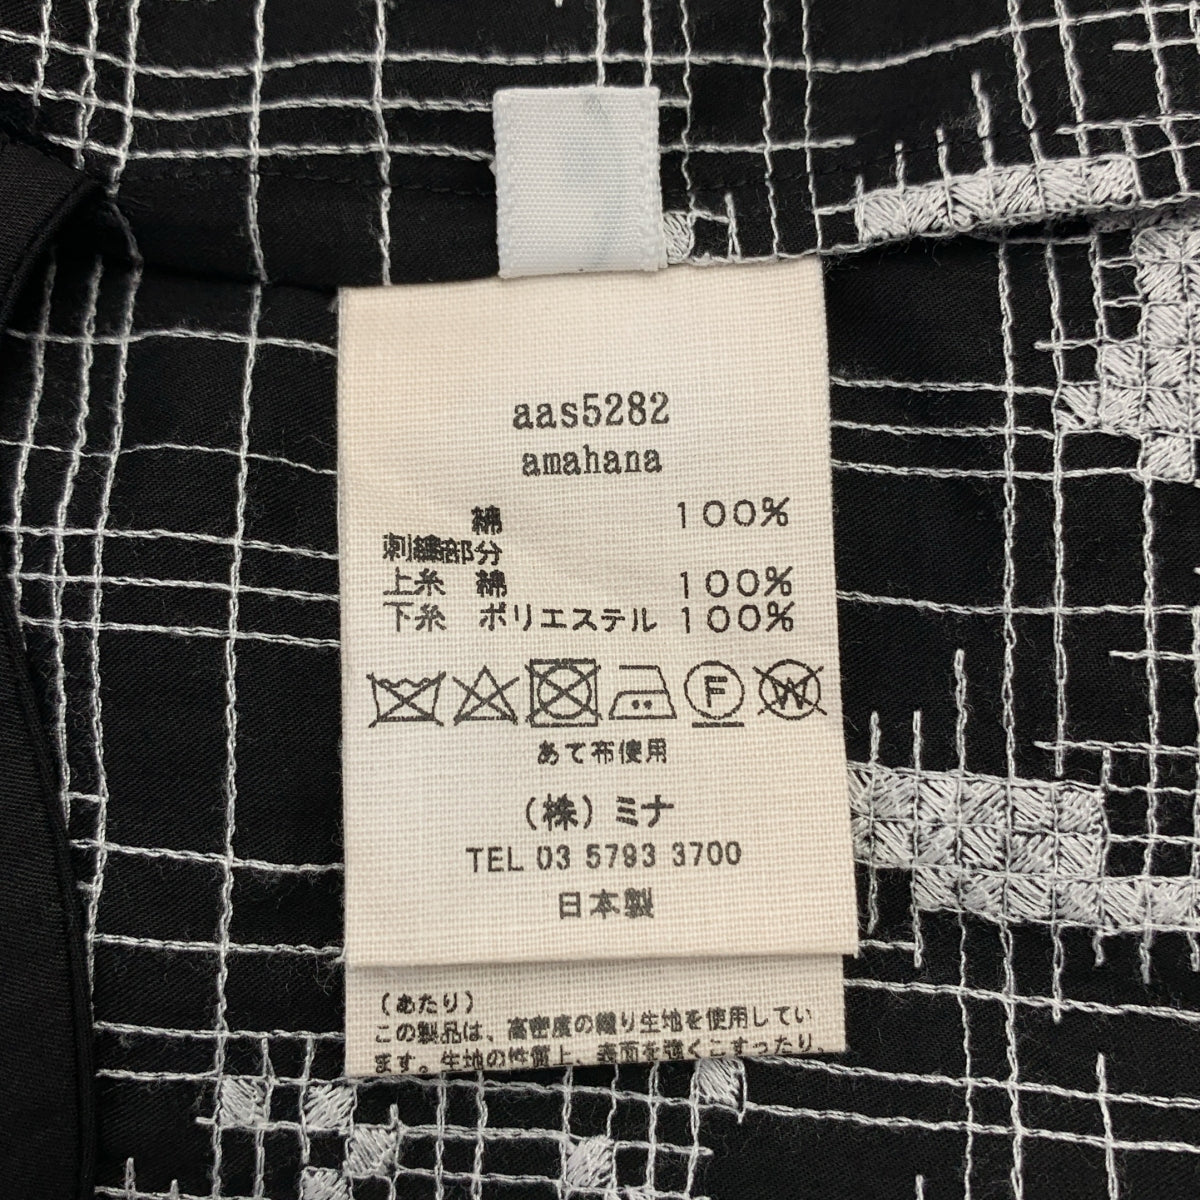 aas5282
amahana
綿 100%
刺繍部分
上糸 綿 100%
下糸 ポリエステル 100%
F W
あて布使用
(株)ミナ
TEL 03 5793 3700
日本製
(あたり)
この製品は、高密度の織り生地を使用してい
ます。生地の性質上、表面を強くこすったり、